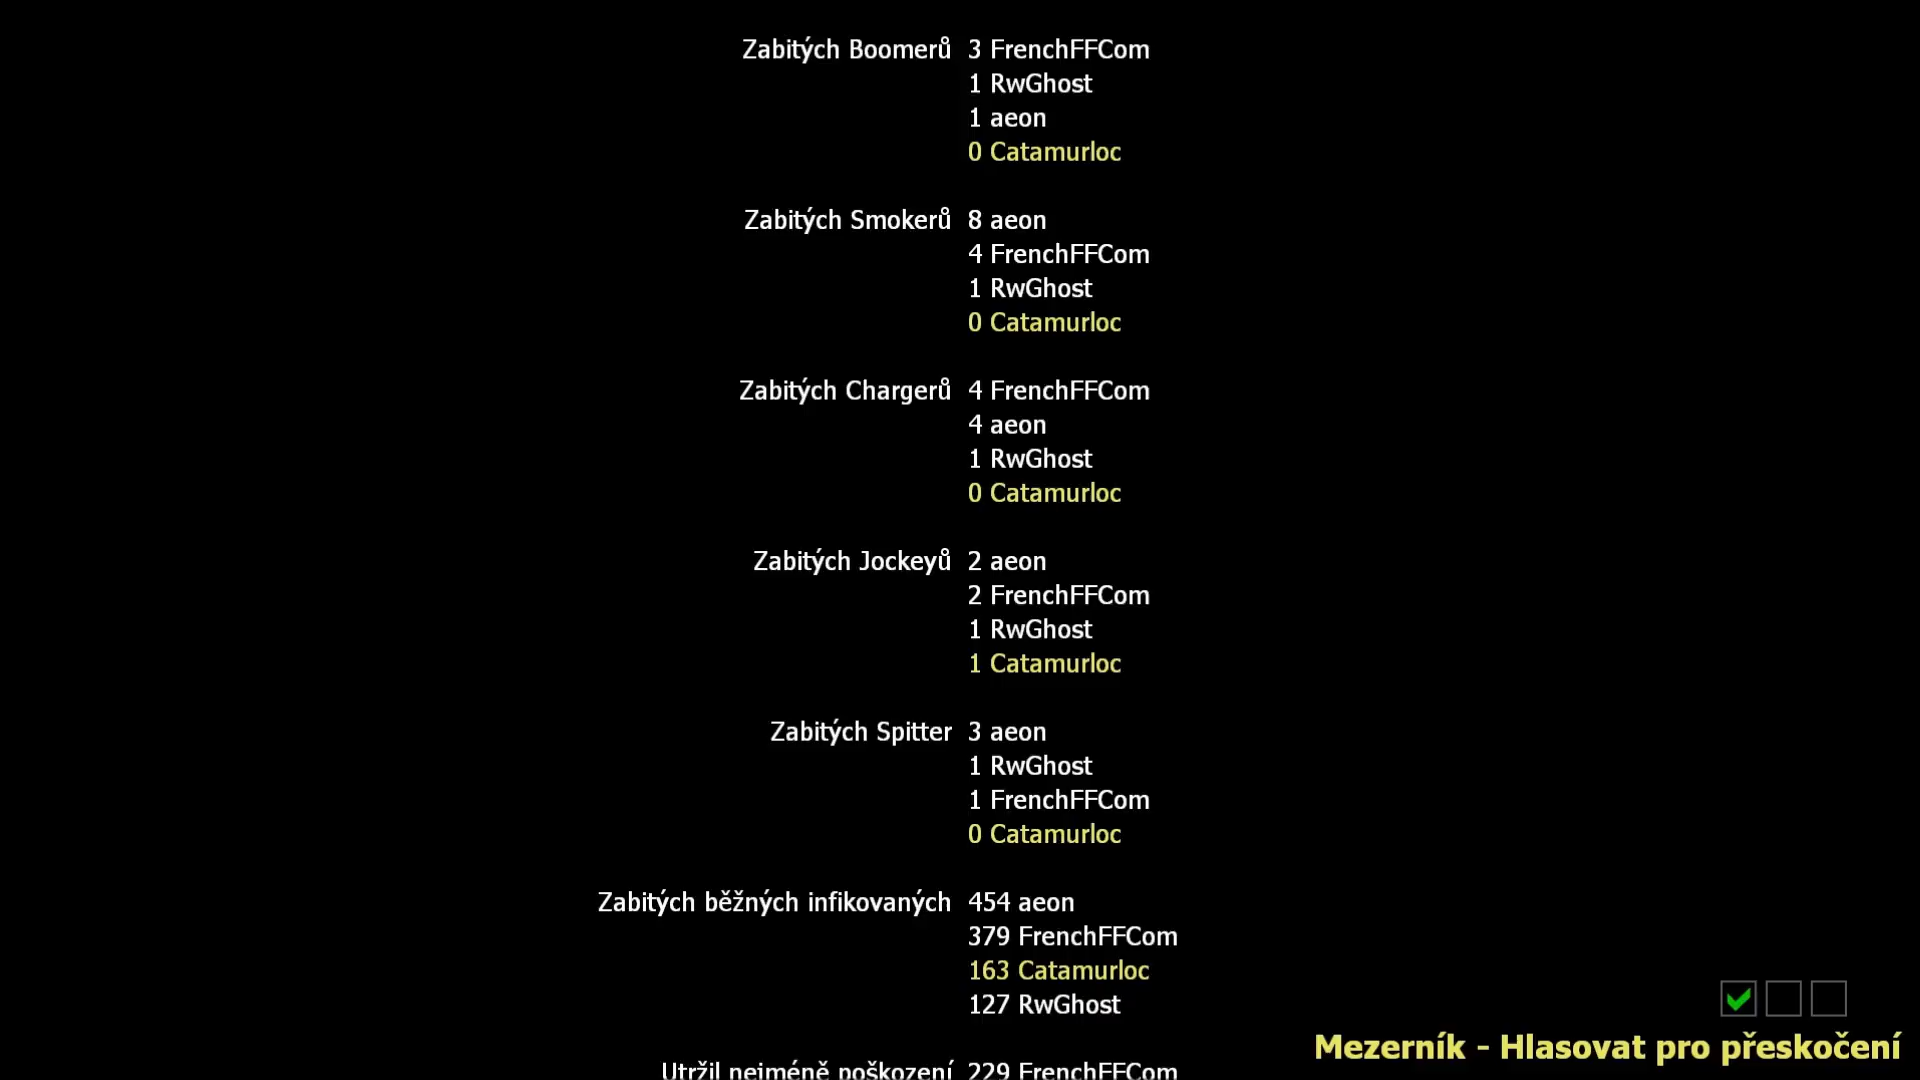 Zabitých Boomerů 3 FrenchFFCom
1 RwGhost
1 aeon
0 Catamurloc
Zabitých Smokerů 8 aeon
4 FrenchFFCom
1 RwGhost
0 Catamurloc
Zabitých Chargerů 4 FrenchFFCom
4 aeon
1 RwGhost
0 Catamurloc
Zabitých Jockeyů 2 aeon
2 FrenchFFCom
1 RwGhost
1 Catamurloc
Zabitých Spitter 3 aeon
1 RwGhost
1 FrenchFFCom
0 Catamurloc
Zabitých běžných infikovaných 454 aeon
379 FrenchFFCom
163 Catamurloc
127 RwGhost
Utržil nejméně poškození 229 FrenchFFCom
Mezerník - Hlasovat pro přeskočení